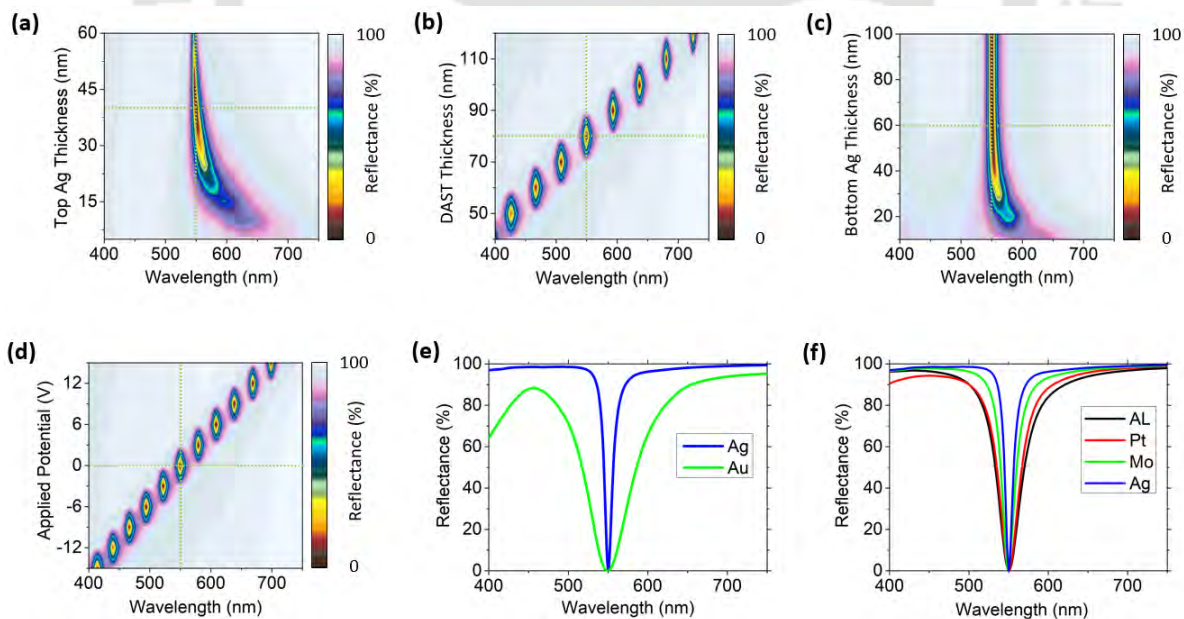 (a)
Top Ag Thickness (nm)
60
45
30
15
400 500 600 700
Wavelength (nm)
100
Reflectance (%)
0
(b)
DAST Thickness (nm)
110
90
70
50
400 500 600 700
Wavelength (nm)
100
Reflectance (%)
0
(c)
Bottom Ag Thickness (nm)
100
80
60
40
20
400 500 600 700
Wavelength (nm)
100
Reflectance (%)
0
(d)
Applied Potential (V)
12
6
0
-6
-12
400 500 600 700
Wavelength (nm)
100
Reflectance (%)
0
(e)
Reflectance (%)
100
80
60
40
20
0
400 500 600 700
Wavelength (nm)
Ag
Au
(f)
Reflectance (%)
100
80
60
40
20
0
400 500 600 700
Wavelength (nm)
AL
Pt
Mo
Ag